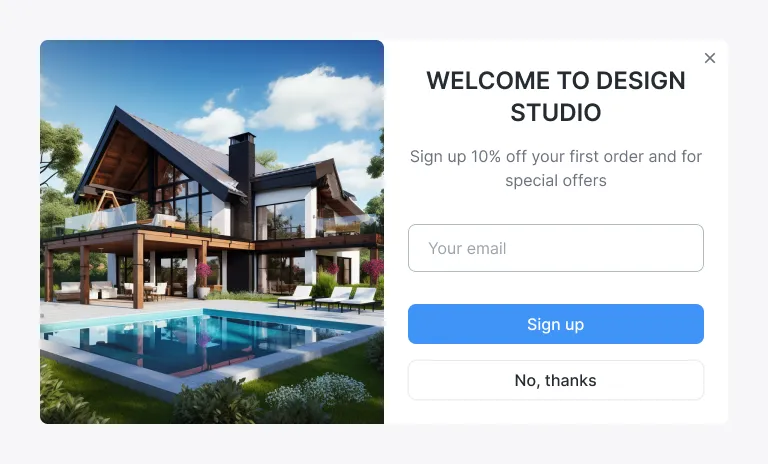 WELCOME TO DESIGN
STUDIO
Sign up 10% off your first order and for
special offers
Your email
Sign up
No, thanks